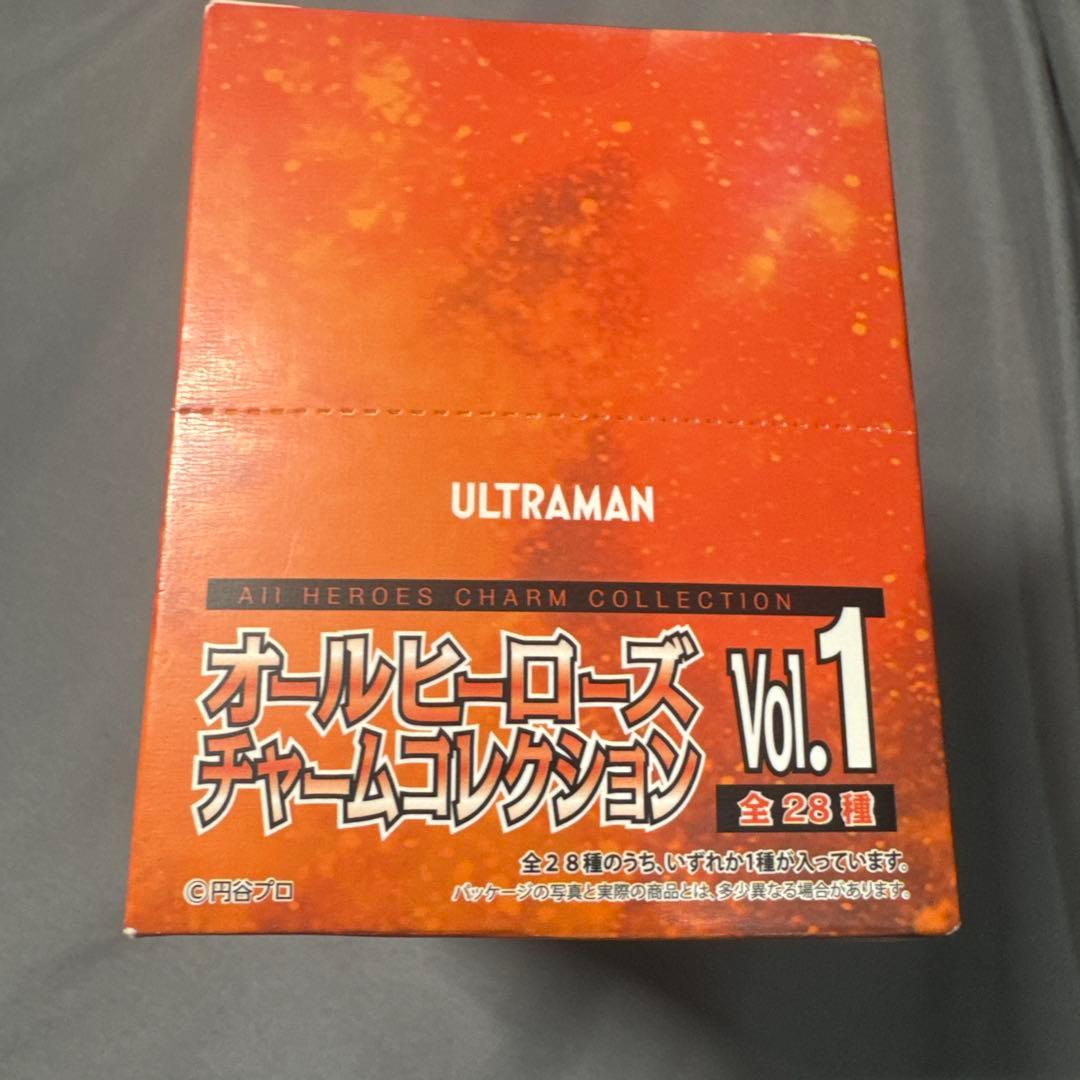 ULTRAMAN
All HEROES CHARM COLLECTION
オールヒーローズ
チャームコレクション
Vol.1
全28種
全28種のうち、いずれか1種が入っています。
©円谷プロ
パッケージの写真と実際の商品とは、多少異なる場合があります。